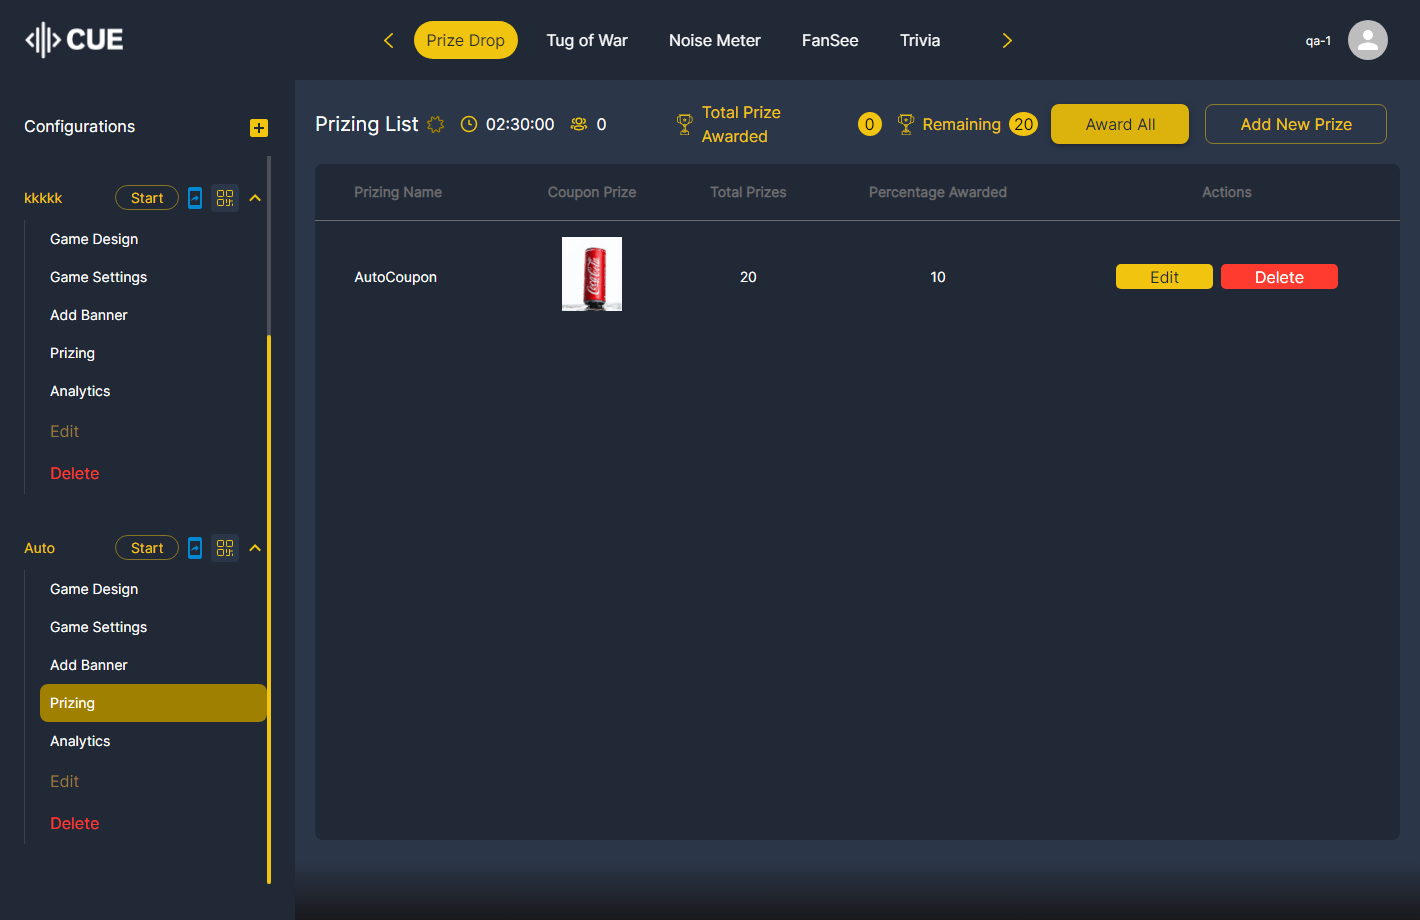 CUE
Prize Drop
Tug of War
Noise Meter
FanSee
Trivia
qa-1
Configurations
kkkkk
Start
Game Design
Game Settings
Add Banner
Prizing
Analytics
Edit
Delete
Auto
Start
Game Design
Game Settings
Add Banner
Prizing
Analytics
Edit
Delete
Prizing List
02:30:00
0
Total Prize
Awarded
0
Remaining
20
Award All
Add New Prize
Prizing Name
Coupon Prize
Total Prizes
Percentage Awarded
Actions
AutoCoupon
Coca-Cola
20
10
Edit
Delete